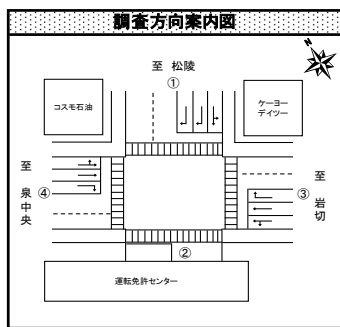 調査方向案内図
N
至 松陵
①
コスモ石油
ケーヨー
デイツー
至 泉中央
④
③
至 岩切
②
運転免許センター